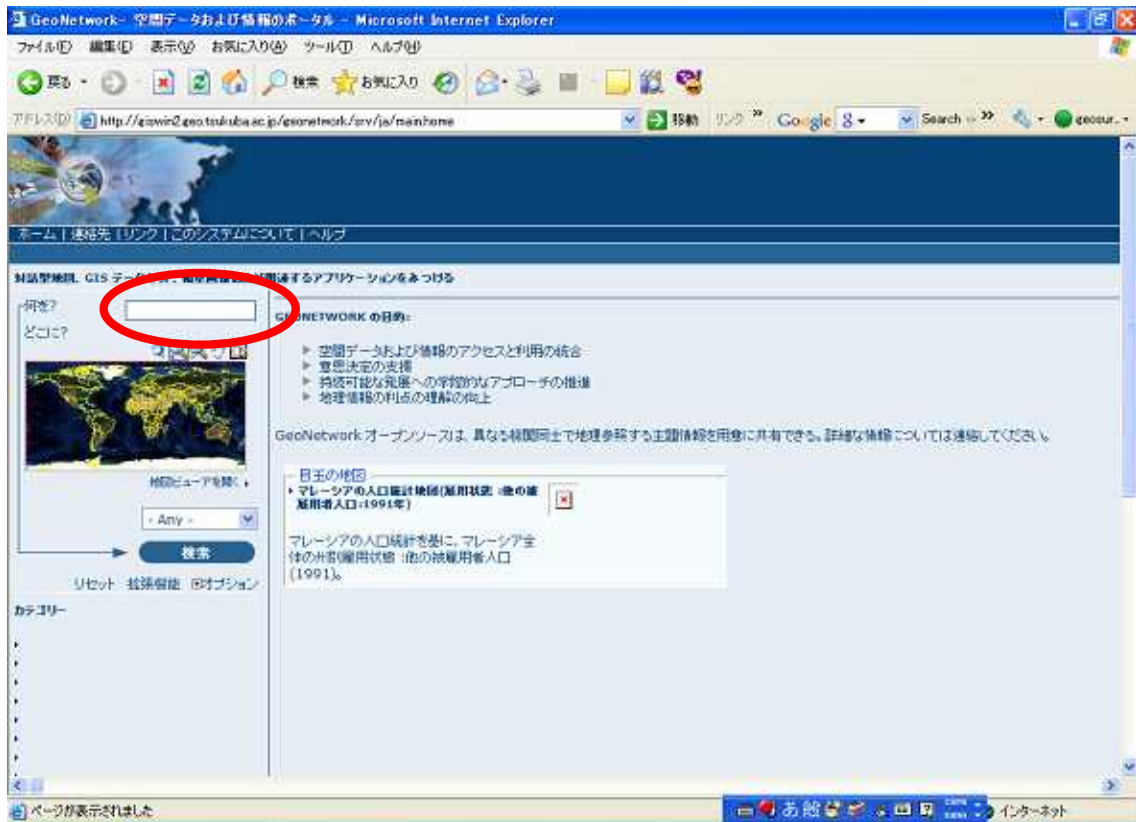 GeoNetwork- 空間データおよび情報のポータル - Microsoft Internet Explorer
ファイル(F) 編集(E) 表示(V) お気に入り(A) ツール(T) ヘルプ(H)
戻る 検索 お気に入り
アドレス(D) http://giswin2.geo.tsukuba.ac.jp/geonetwork/srv/ja/main.home 移動 リンク » Google Search »
ホーム | 連絡先 | リンク | このシステムについて | ヘルプ
対話型地図、GIS 関連するアプリケーションをみつける
何を?
どこに?
地図ビューアを開く
- Any -
検索
リセット 拡張機能 オプション
カテゴリー
GEONETWORK の目的:
空間データおよび情報のアクセスと利用の統合
意思決定の支援
持続可能な発展への学際的なアプローチの推進
地理情報の利点の理解の向上
GeoNetwork オープンソースは、異なる機関同士で地理参照する主題情報を用意に共有できる。詳細な情報については連絡してください。
目玉の地図
マレーシアの人口統計地図(雇用状態 :他の被
雇用者人口:1991年)
マレーシアの人口統計を基に、マレーシア全
体の州別雇用状態 :他の被雇用者人口
(1991)。
ページが表示されました
あ 般
インターネット